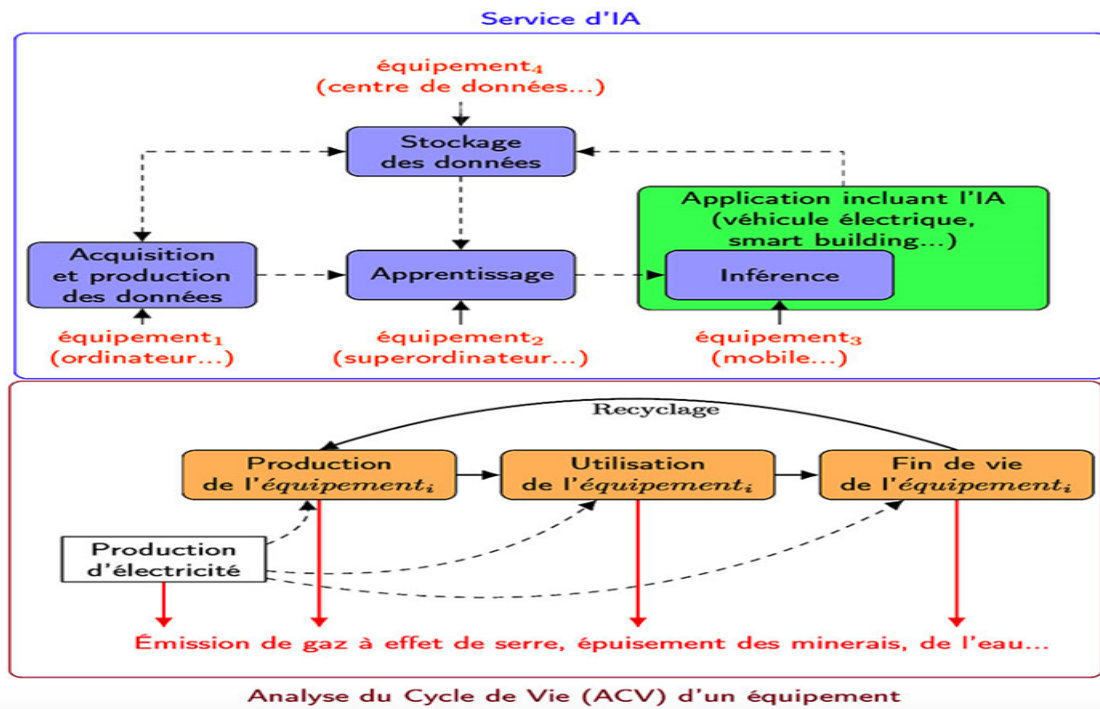 Service d'IA
équipement₄
(centre de données...)
Stockage
des données
Application incluant l'IA
(véhicule électrique,
smart building...)
Acquisition
et production
des données
Apprentissage
Inférence
équipement₁
(ordinateur...)
équipement₂
(superordinateur...)
équipement₃
(mobile...)
Recyclage
Production
de l'équipementᵢ
Utilisation
de l'équipementᵢ
Fin de vie
de l'équipementᵢ
Production
d'électricité
Émission de gaz à effet de serre, épuisement des minerais, de l'eau...
Analyse du Cycle de Vie (ACV) d'un équipement